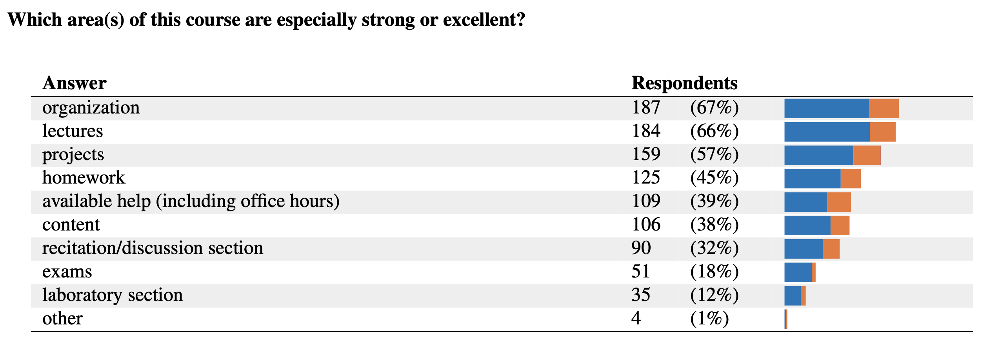 Which area(s) of this course are especially strong or excellent?
Answer Respondents
organization 187 (67%)
lectures 184 (66%)
projects 159 (57%)
homework 125 (45%)
available help (including office hours) 109 (39%)
content 106 (38%)
recitation/discussion section 90 (32%)
exams 51 (18%)
laboratory section 35 (12%)
other 4 (1%)